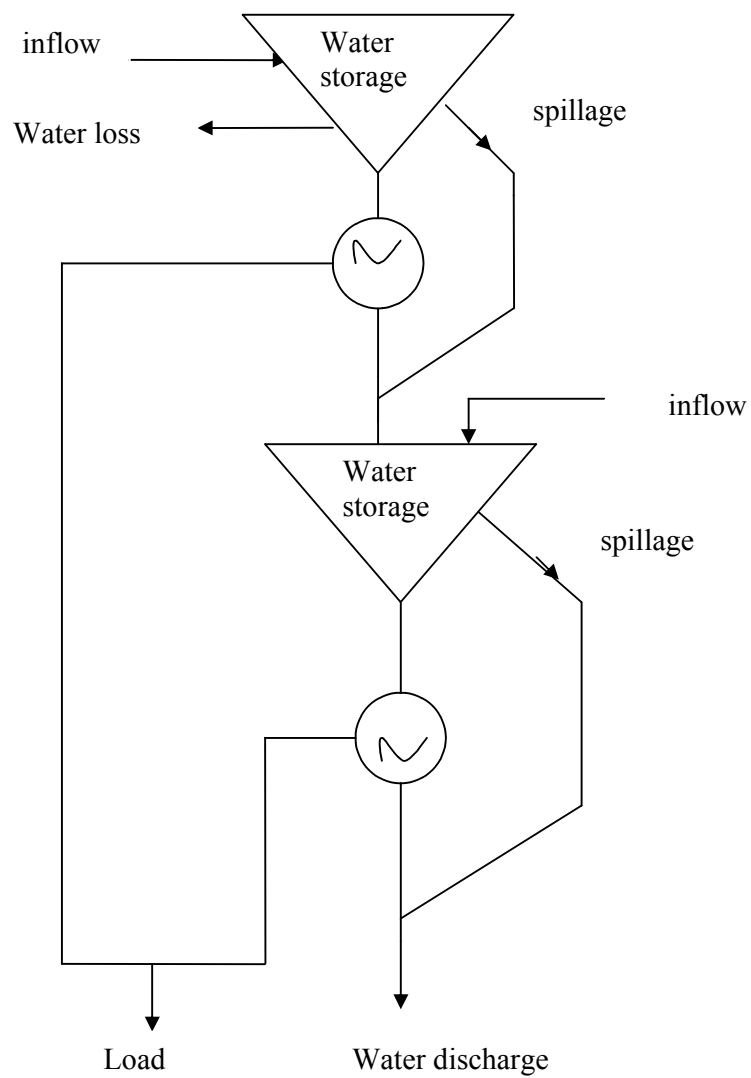 inflow
Water
storage
Water loss
spillage
inflow
Water
storage
spillage
Load
Water discharge